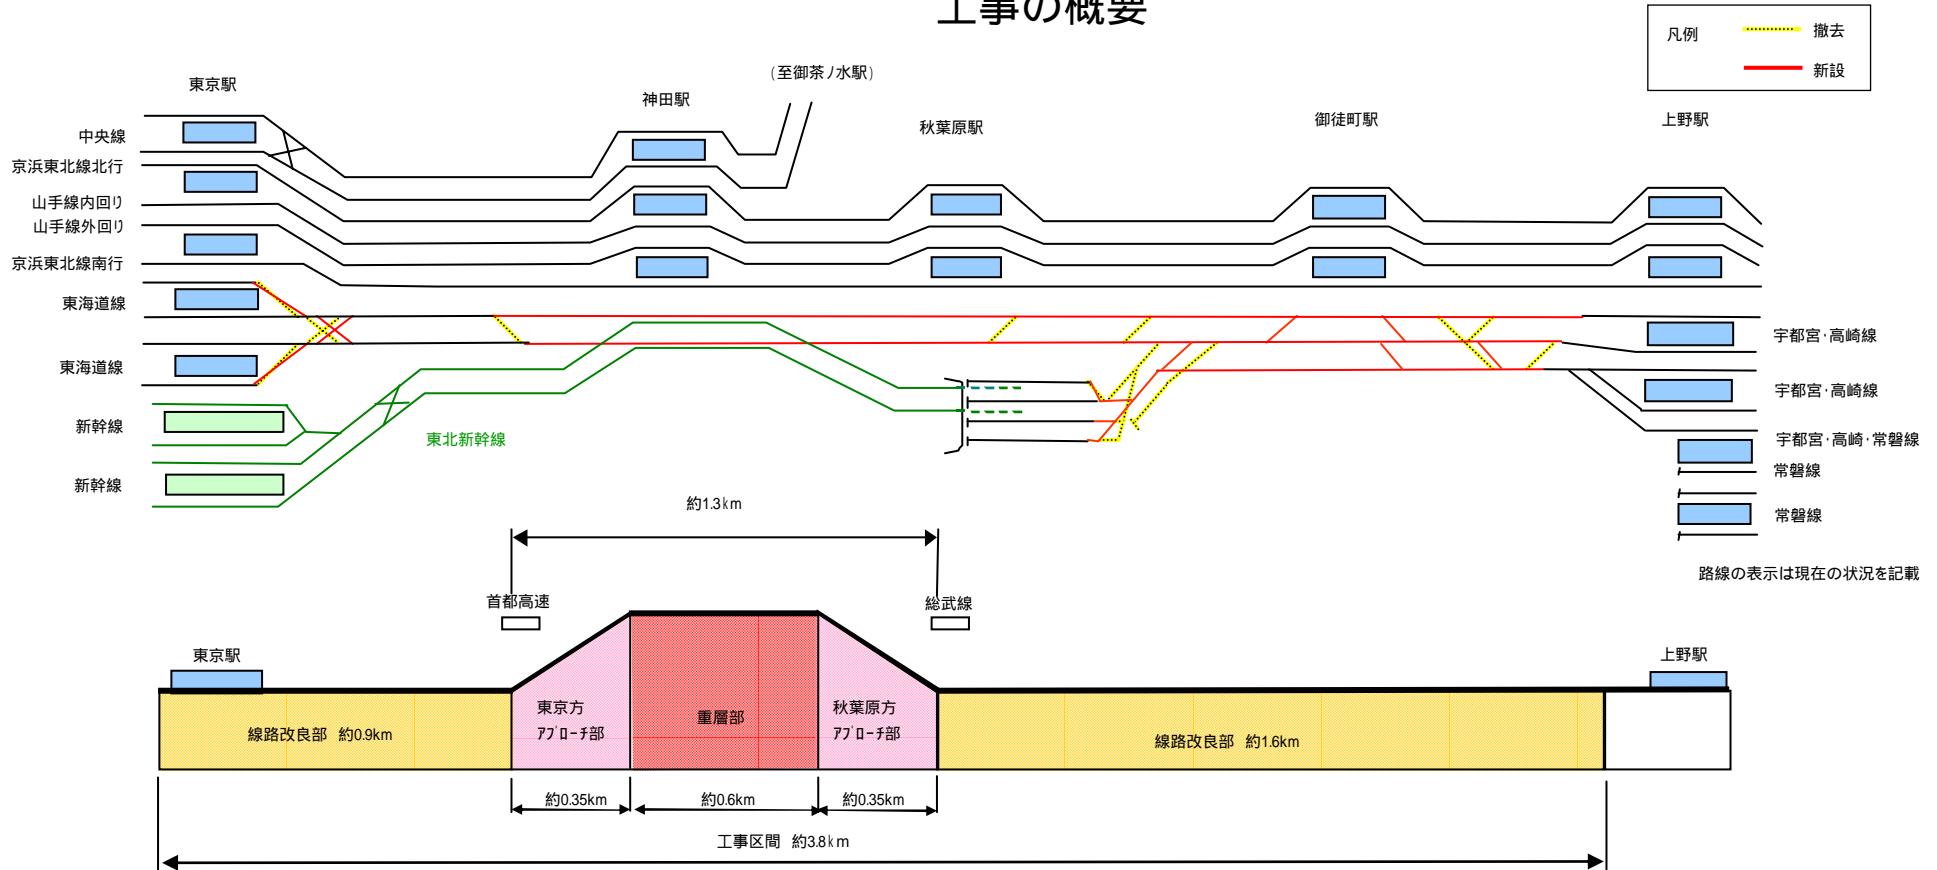 工事の概要
凡例
撤去
新設
東京駅
神田駅
(至御茶ノ水駅)
秋葉原駅
御徒町駅
上野駅
中央線
京浜東北線北行
山手線内回り
山手線外回り
京浜東北線南行
東海道線
東海道線
新幹線
新幹線
東北新幹線
宇都宮・高崎線
宇都宮・高崎線
宇都宮・高崎・常磐線
常磐線
常磐線
路線の表示は現在の状況を記載
約1.3km
首都高速
総武線
東京駅
上野駅
線路改良部 約0.9km
東京方
ｱﾌﾟﾛｰﾁ部
重層部
秋葉原方
ｱﾌﾟﾛｰﾁ部
線路改良部 約1.6km
約0.35km
約0.6km
約0.35km
工事区間 約3.8km